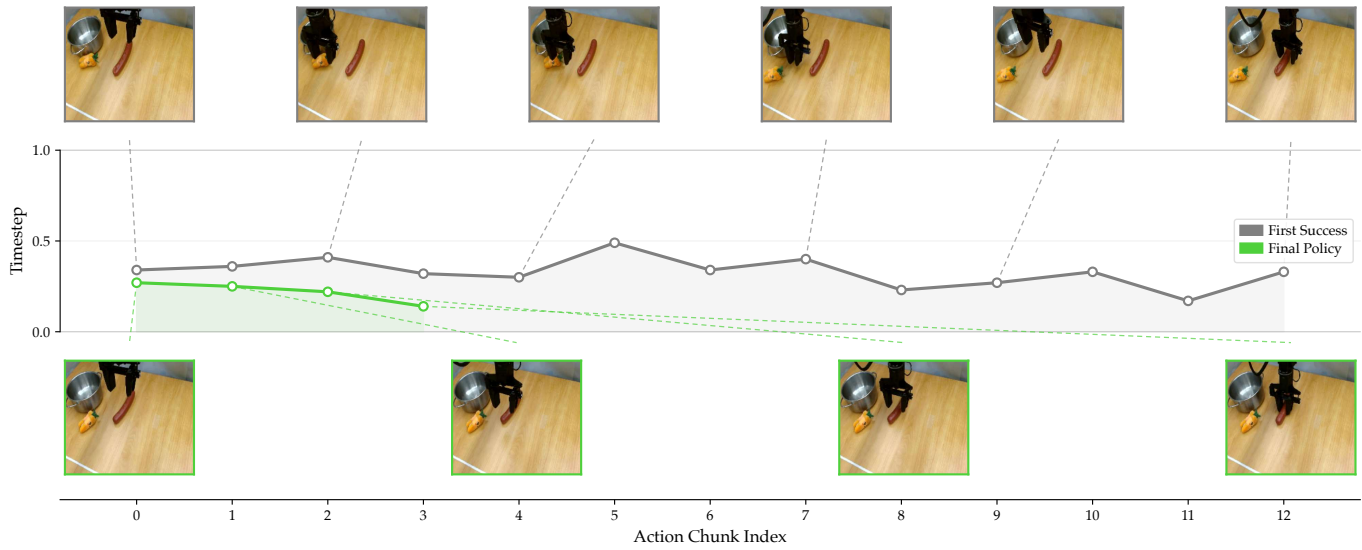 1.0
0.5
0.0
Timestep
First Success
Final Policy
0 1 2 3 4 5 6 7 8 9 10 11 12
Action Chunk Index